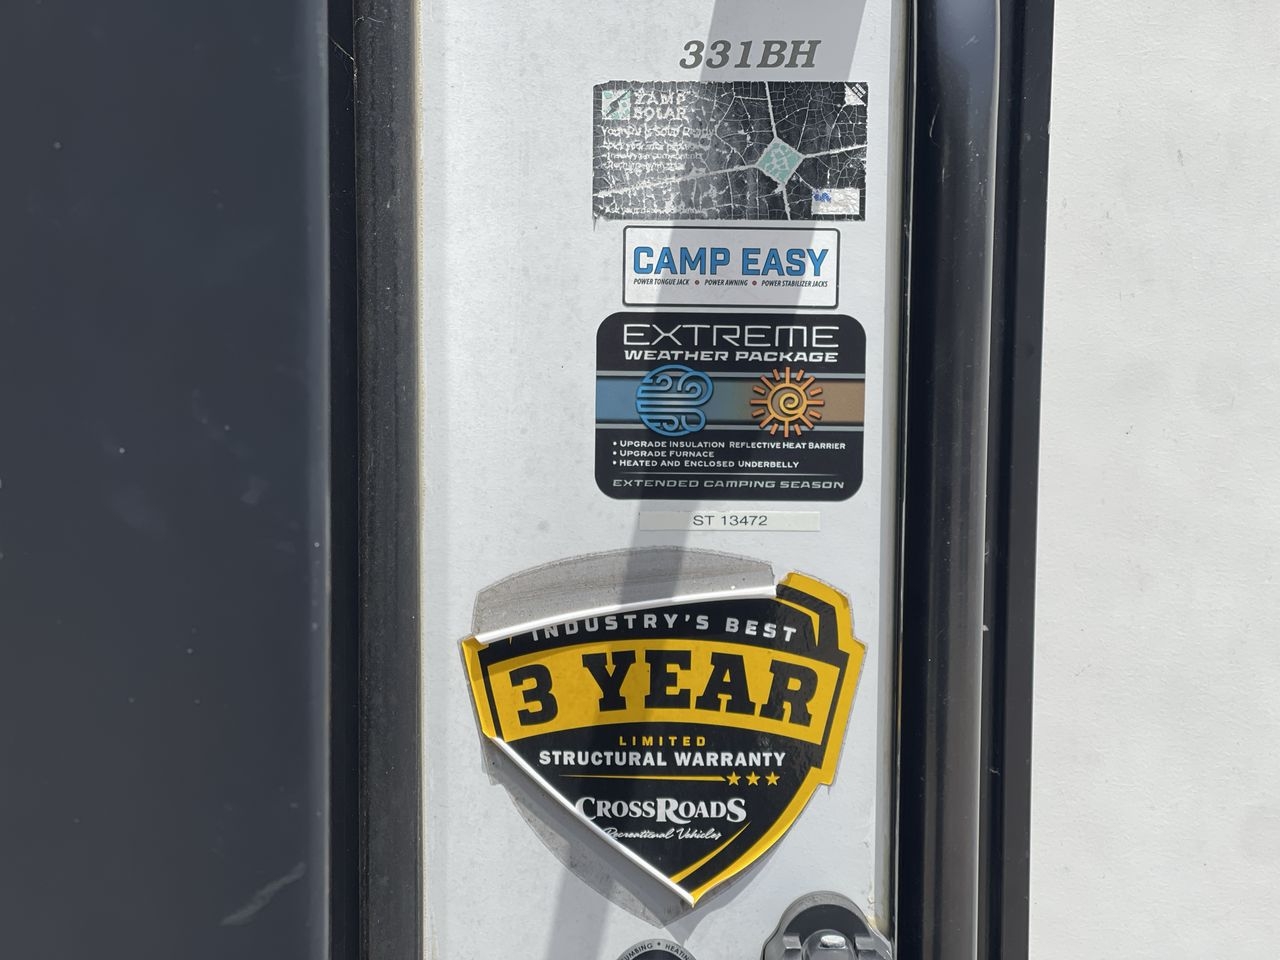 331BH
ZAMP
SOLAR
CAMP EASY
POWER TONGUE JACK • POWER AWNING • POWER STABILIZER JACKS
EXTREME
WEATHER PACKAGE
• UPGRADE INSULATION REFLECTIVE HEAT BARRIER
• UPGRADE FURNACE
• HEATED AND ENCLOSED UNDERBELLY
EXTENDED CAMPING SEASON
ST 13472
INDUSTRY'S BEST
3 YEAR
LIMITED
STRUCTURAL WARRANTY
CROSSROADS
Recreational Vehicles
• HEATING